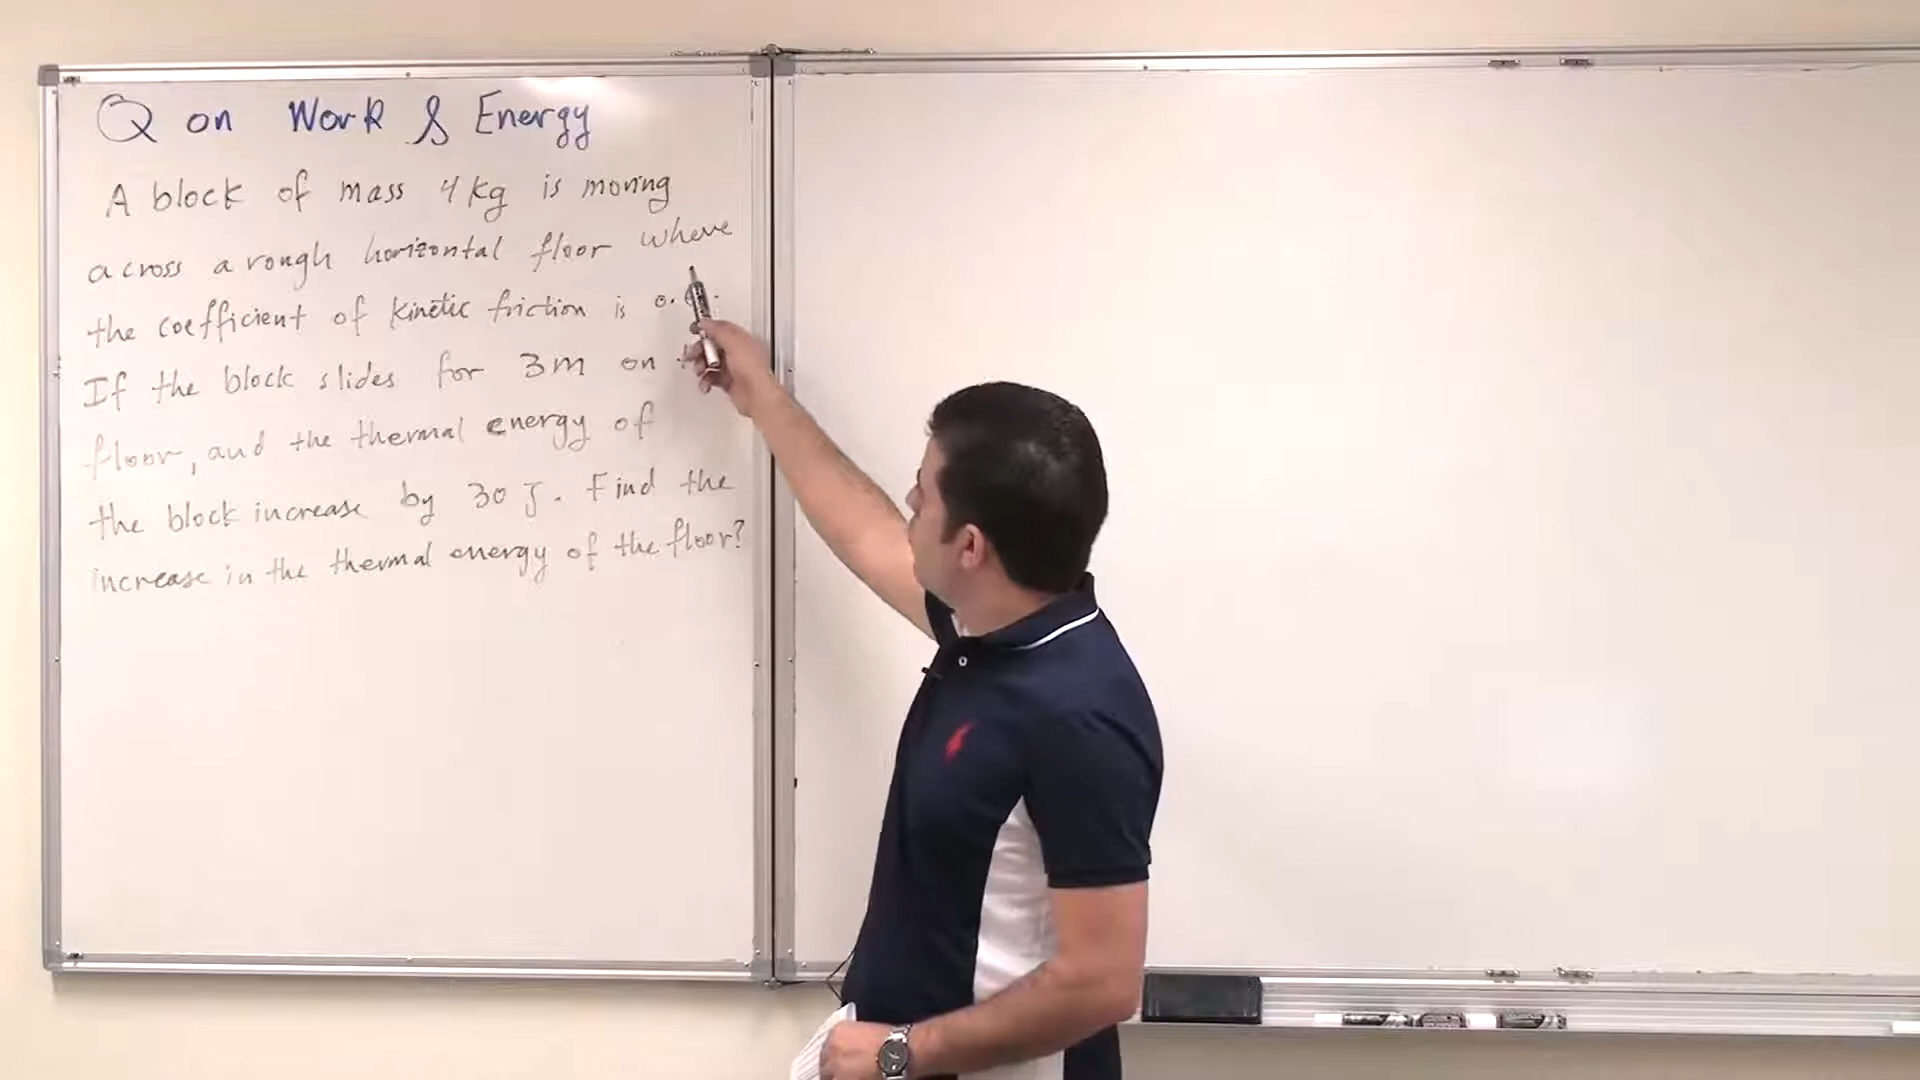 Q on Work & Energy
A block of mass 4 kg is moving
across a rough horizontal floor where
the coefficient of kinetic friction is
If the block slides for 3m on
floor, and the thermal energy of
the block increase by 30 J. Find the
increase in the thermal energy of the floor?